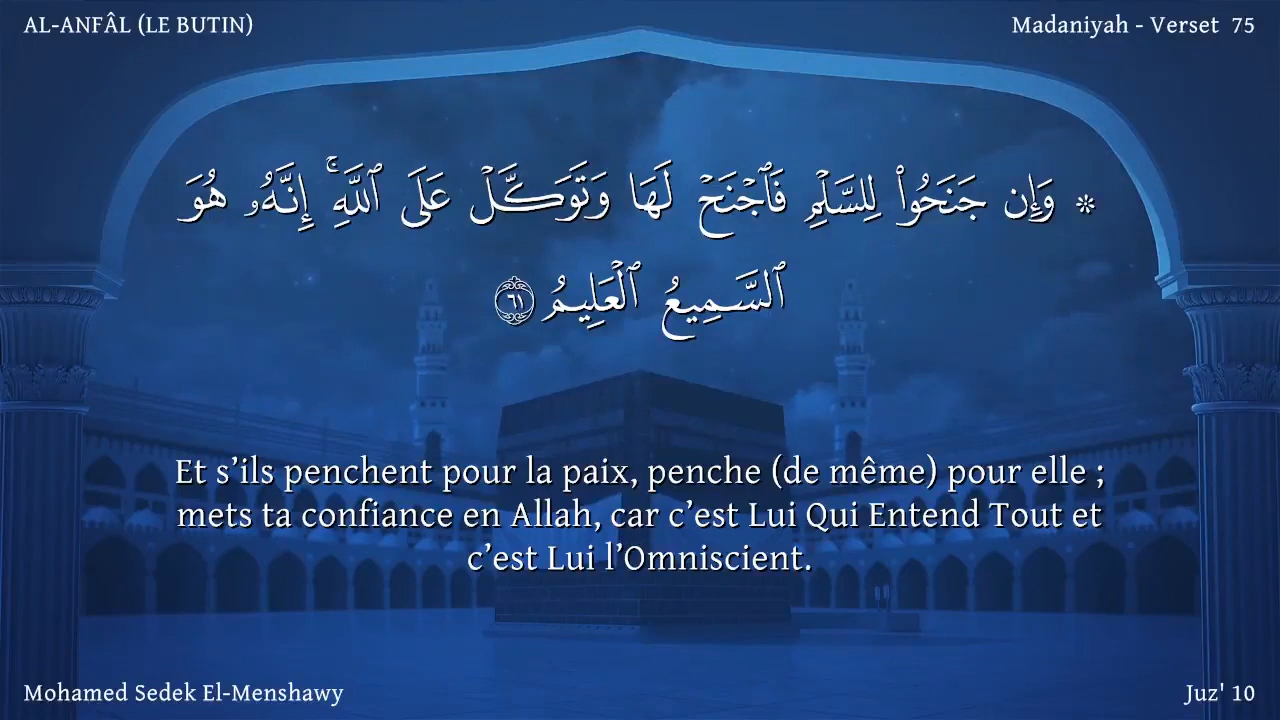 AL-ANFÂL (LE BUTIN)
Madaniyah - Verset 75
۞ وَإِن جَنَحُوا۟ لِلسَّلْمِ فَٱجْنَحْ لَهَا وَتَوَكَّلْ عَلَى ٱللَّهِ ۚ إِنَّهُۥ هُوَ
ٱلسَّمِيعُ ٱلْعَلِيمُ ٦١
Et s’ils penchent pour la paix, penche (de même) pour elle ;
mets ta confiance en Allah, car c’est Lui Qui Entend Tout et
c’est Lui l’Omniscient.
Mohamed Sedek El-Menshawy
Juz' 10